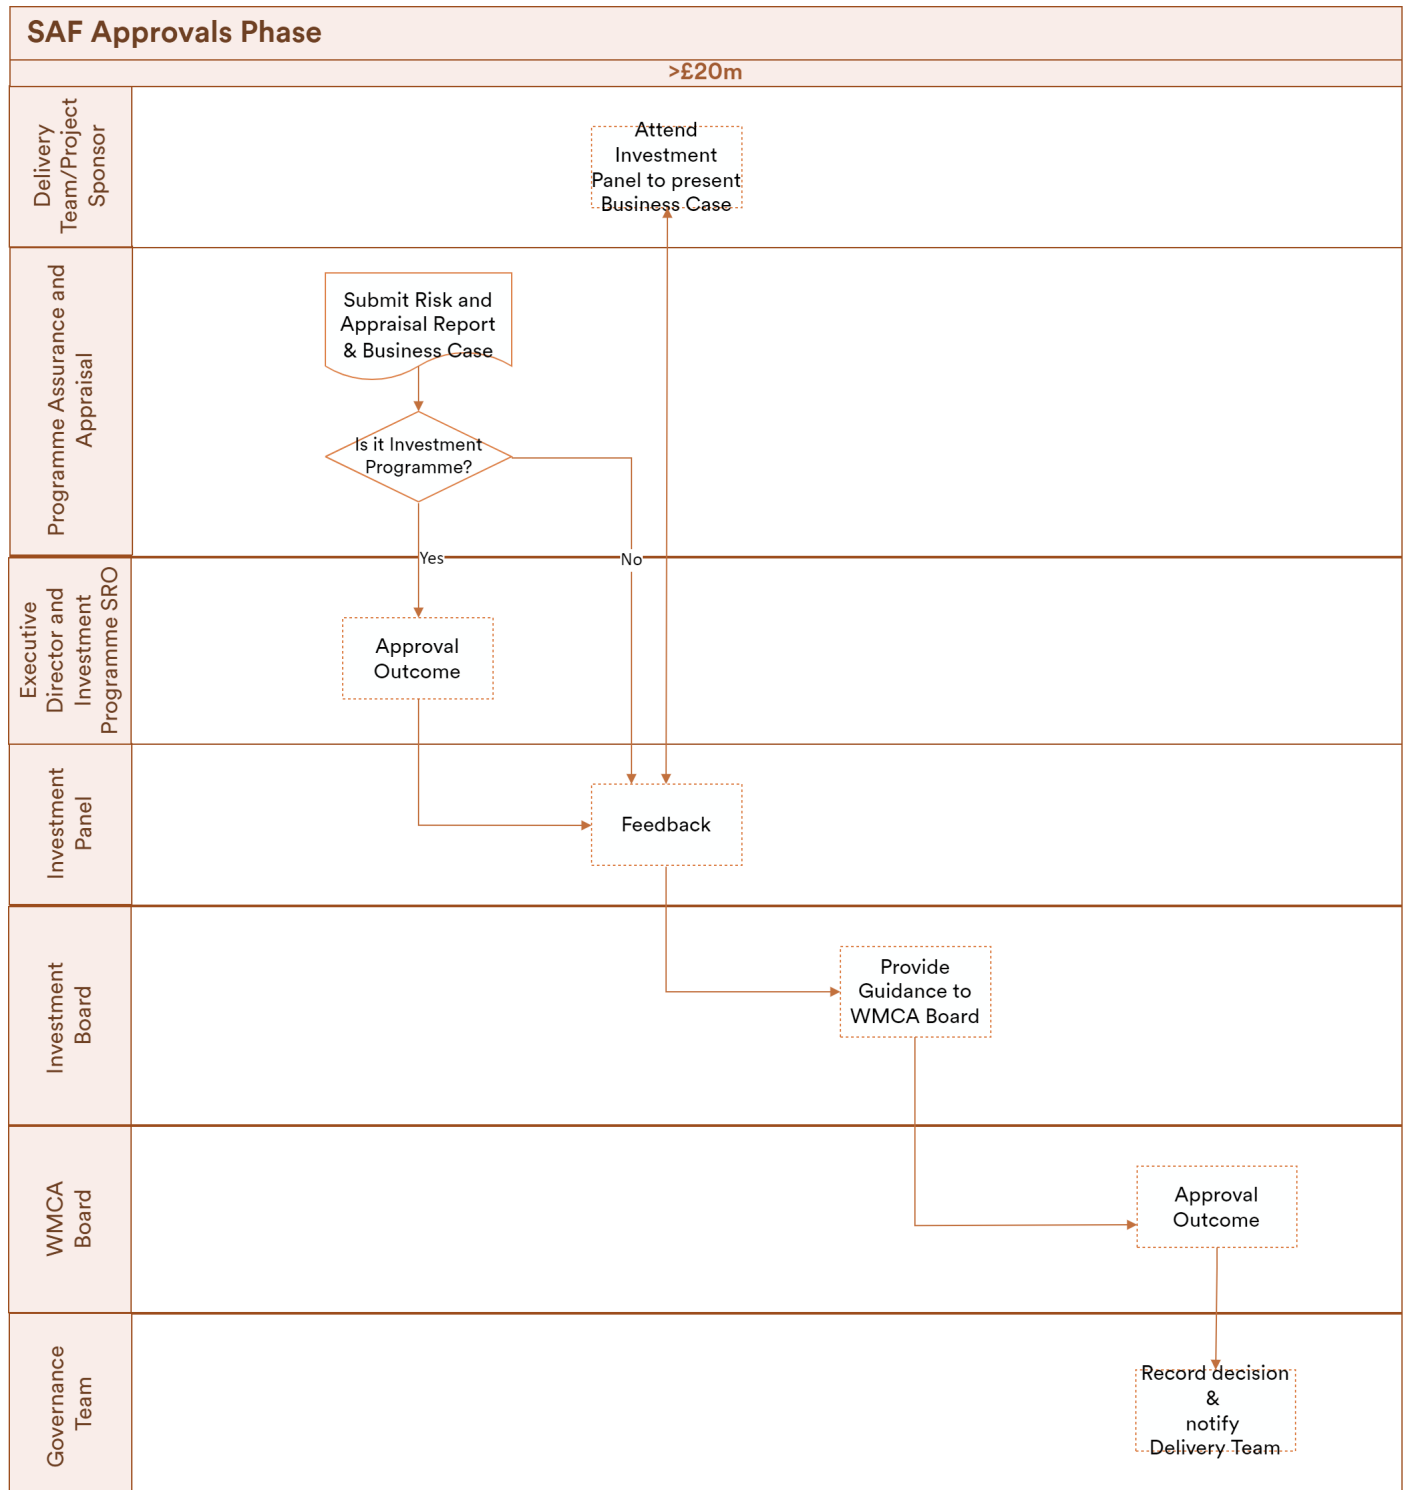 SAF Approvals Phase
>£20m
Delivery
Team/Project
Sponsor
Attend
Investment
Panel to present
Business Case
Programme Assurance and
Appraisal
Submit Risk and
Appraisal Report
& Business Case
Is it Investment
Programme?
Yes
No
Executive
Director and
Investment
Programme SRO
Approval
Outcome
Investment
Panel
Feedback
Investment
Board
Provide
Guidance to
WMCA Board
WMCA
Board
Approval
Outcome
Governance
Team
Record decision
&
notify
Delivery Team